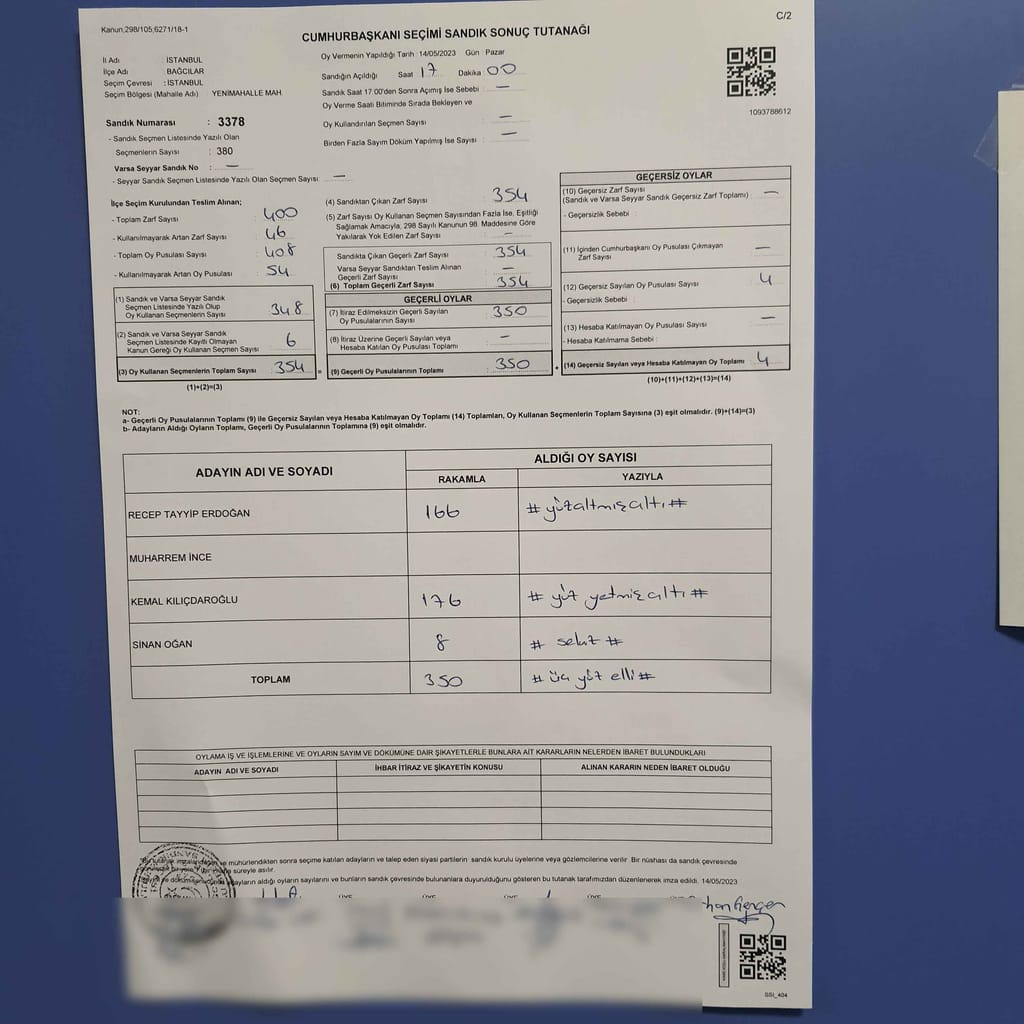 Kanun,298/105,6271/18-1
C/2
CUMHURBAŞKANI SEÇİMİ SANDIK SONUÇ TUTANAĞI
İl Adı : İSTANBUL
İlçe Adı : BAĞCILAR
Seçim Çevresi : İSTANBUL
Seçim Bölgesi (Mahalle Adı) YENİMAHALLE MAH.
Sandık Numarası : 3378
- Sandık Seçmen Listesinde Yazılı Olan
Seçmenlerin Sayısı : 380
Varsa Seyyar Sandık No : —
- Seyyar Sandık Seçmen Listesinde Yazılı Olan Seçmen Sayısı: —
Oy Vermenin Yapıldığı Tarih : 14/05/2023 Gün : Pazar
Sandığın Açıldığı Saat 17 Dakika : 00
Sandık Saat 17:00'den Sonra Açımış İse Sebebi : —
Oy Verme Saati Bitiminde Sırada Bekleyen ve
Oy Kullandırılan Seçmen Sayısı : —
Birden Fazla Sayım Döküm Yapılmış İse Sayısı : —
1093788612
İlçe Seçim Kurulundan Teslim Alınan;
- Toplam Zarf Sayısı : 400
- Kullanılmayarak Artan Zarf Sayısı : 46
- Toplam Oy Pusulası Sayısı : 408
- Kullanılmayarak Artan Oy Pusulası : 54
(1) Sandık ve Varsa Seyyar Sandık
Seçmen Listesinde Yazılı Olup
Oy Kullanan Seçmenlerin Sayısı : 348
(2) Sandık ve Varsa Seyyar Sandık
Seçmen Listesinde Kayıtlı Olmayan
Kanun Gereği Oy Kullanan Seçmen Sayısı : 6
(3) Oy Kullanan Seçmenlerin Toplam Sayısı : 354
(1)+(2)=(3)
(4) Sandıktan Çıkan Zarf Sayısı : 354
(5) Zarf Sayısı Oy Kullanan Seçmen Sayısından Fazla İse, Eşitliği
Sağlamak Amacıyla, 298 Sayılı Kanunun 98. Maddesine Göre
Yakılarak Yok Edilen Zarf Sayısı : —
Sandıkta Çıkan Geçerli Zarf Sayısı : 354
Varsa Seyyar Sandıktan Teslim Alınan
Geçerli Zarf Sayısı : —
(6) Toplam Geçerli Zarf Sayısı : 354
GEÇERLİ OYLAR
(7) İtiraz Edilmeksizin Geçerli Sayılan
Oy Pusulalarının Sayısı : 350
(8) İtiraz Üzerine Geçerli Sayılan veya
Hesaba Katılan Oy Pusulası Toplamı : —
= (9) Geçerli Oy Pusulalarının Toplamı : 350
GEÇERSİZ OYLAR
(10) Geçersiz Zarf Sayısı
(Sandık ve Varsa Seyyar Sandık Geçersiz Zarf Toplamı) : —
- Geçersizlik Sebebi :
(11) İçinden Cumhurbaşkanı Oy Pusulası Çıkmayan
Zarf Sayısı : —
(12) Geçersiz Sayılan Oy Pusulası Sayısı : 4
- Geçersizlik Sebebi :
(13) Hesaba Katılmayan Oy Pusulası Sayısı : —
- Hesaba Katılmama Sebebi :
+ (14) Geçersiz Sayılan veya Hesaba Katılmayan Oy Toplamı : 4
(10)+(11)+(12)+(13)=(14)
NOT:
a- Geçerli Oy Pusulalarının Toplamı (9) ile Geçersiz Sayılan veya Hesaba Katılmayan Oy Toplamı (14) Toplamları, Oy Kullanan Seçmenlerin Toplam Sayısına (3) eşit olmalıdır. (9)+(14)=(3)
b- Adayların Aldığı Oyların Toplamı, Geçerli Oy Pusulalarının Toplamına (9) eşit olmalıdır.
ADAYIN ADI VE SOYADI ALDIĞI OY SAYISI
RAKAMLA YAZIYLA
RECEP TAYYİP ERDOĞAN 166 # yüzaltmışaltı #
MUHARREM İNCE
KEMAL KILIÇDAROĞLU 176 # yüz yetmişaltı #
SİNAN OĞAN 8 # sekiz #
TOPLAM 350 # üç yüz elli #
OYLAMA İŞ VE İŞLEMLERİNE VE OYLARIN SAYIM VE DÖKÜMÜNE DAİR ŞİKAYETLERLE BUNLARA AİT KARARLARIN NELERDEN İBARET BULUNDUKLARI
ADAYIN ADI VE SOYADI İHBAR İTİRAZ VE ŞİKAYETİN KONUSU ALINAN KARARIN NEDEN İBARET OLDUĞU
mühürlendikten sonra seçime katılan adayların ve talep eden siyasi partilerin sandık kurulu üyelerine veya gözlemcilerine verilir. Bir nüshası da sandık çevresinde
süreyle asılır.
adayların aldığı oyların sayılarını ve bunların sandık çevresinde bulunanlara duyurulduğunu gösteren bu tutanak tarafımızdan düzenlenerek imza edildi. 14/05/2023
ÜYE ÜYE ÜYE ÜYE